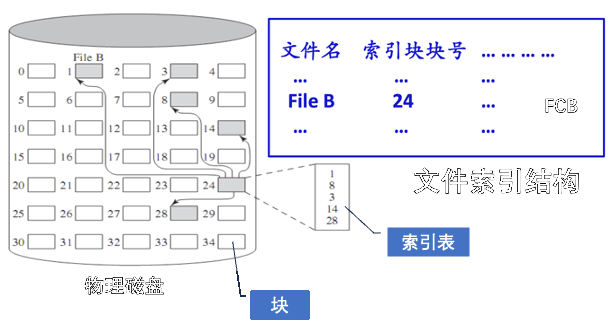 File B
0 1 2 3 4
5 6 7 8 9
10 11 12 13 14
15 16 17 18 19
20 21 22 23 24
25 26 27 28 29
30 31 32 33 34
物理磁盘
块
文件名 索引块块号 … … … …
… … …
File B 24 …
… … …
FCB
文件索引结构
1
8
3
14
28
索引表